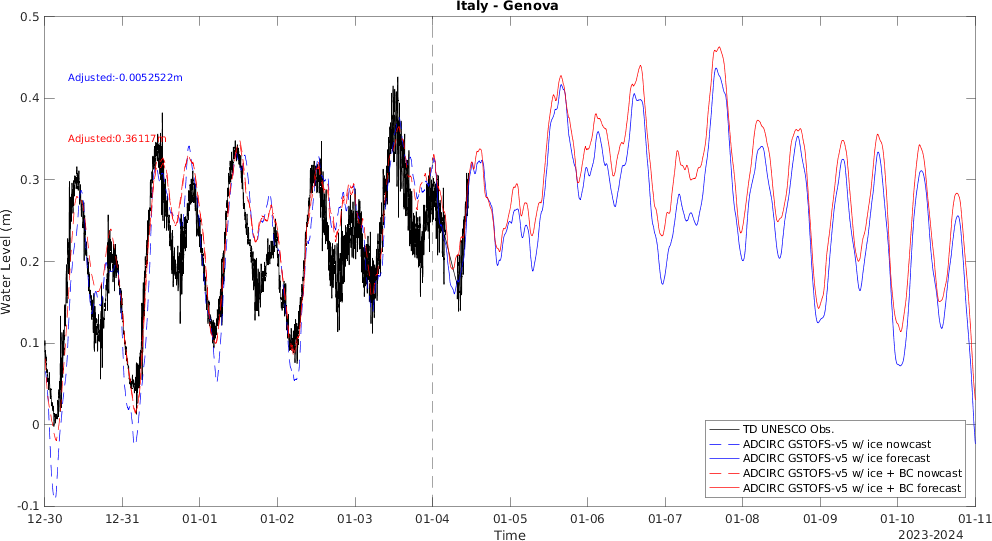 Italy - Genova
0.5
0.4
0.3
0.2
0.1
0
-0.1
Water Level (m)
Adjusted:-0.0052522m
Adjusted:0.36117m
TD UNESCO Obs.
ADCIRC GSTOFS-v5 w/ ice nowcast
ADCIRC GSTOFS-v5 w/ ice forecast
ADCIRC GSTOFS-v5 w/ ice + BC nowcast
ADCIRC GSTOFS-v5 w/ ice + BC forecast
12-30 12-31 01-01 01-02 01-03 01-04 01-05 01-06 01-07 01-08 01-09 01-10 01-11
Time
2023-2024